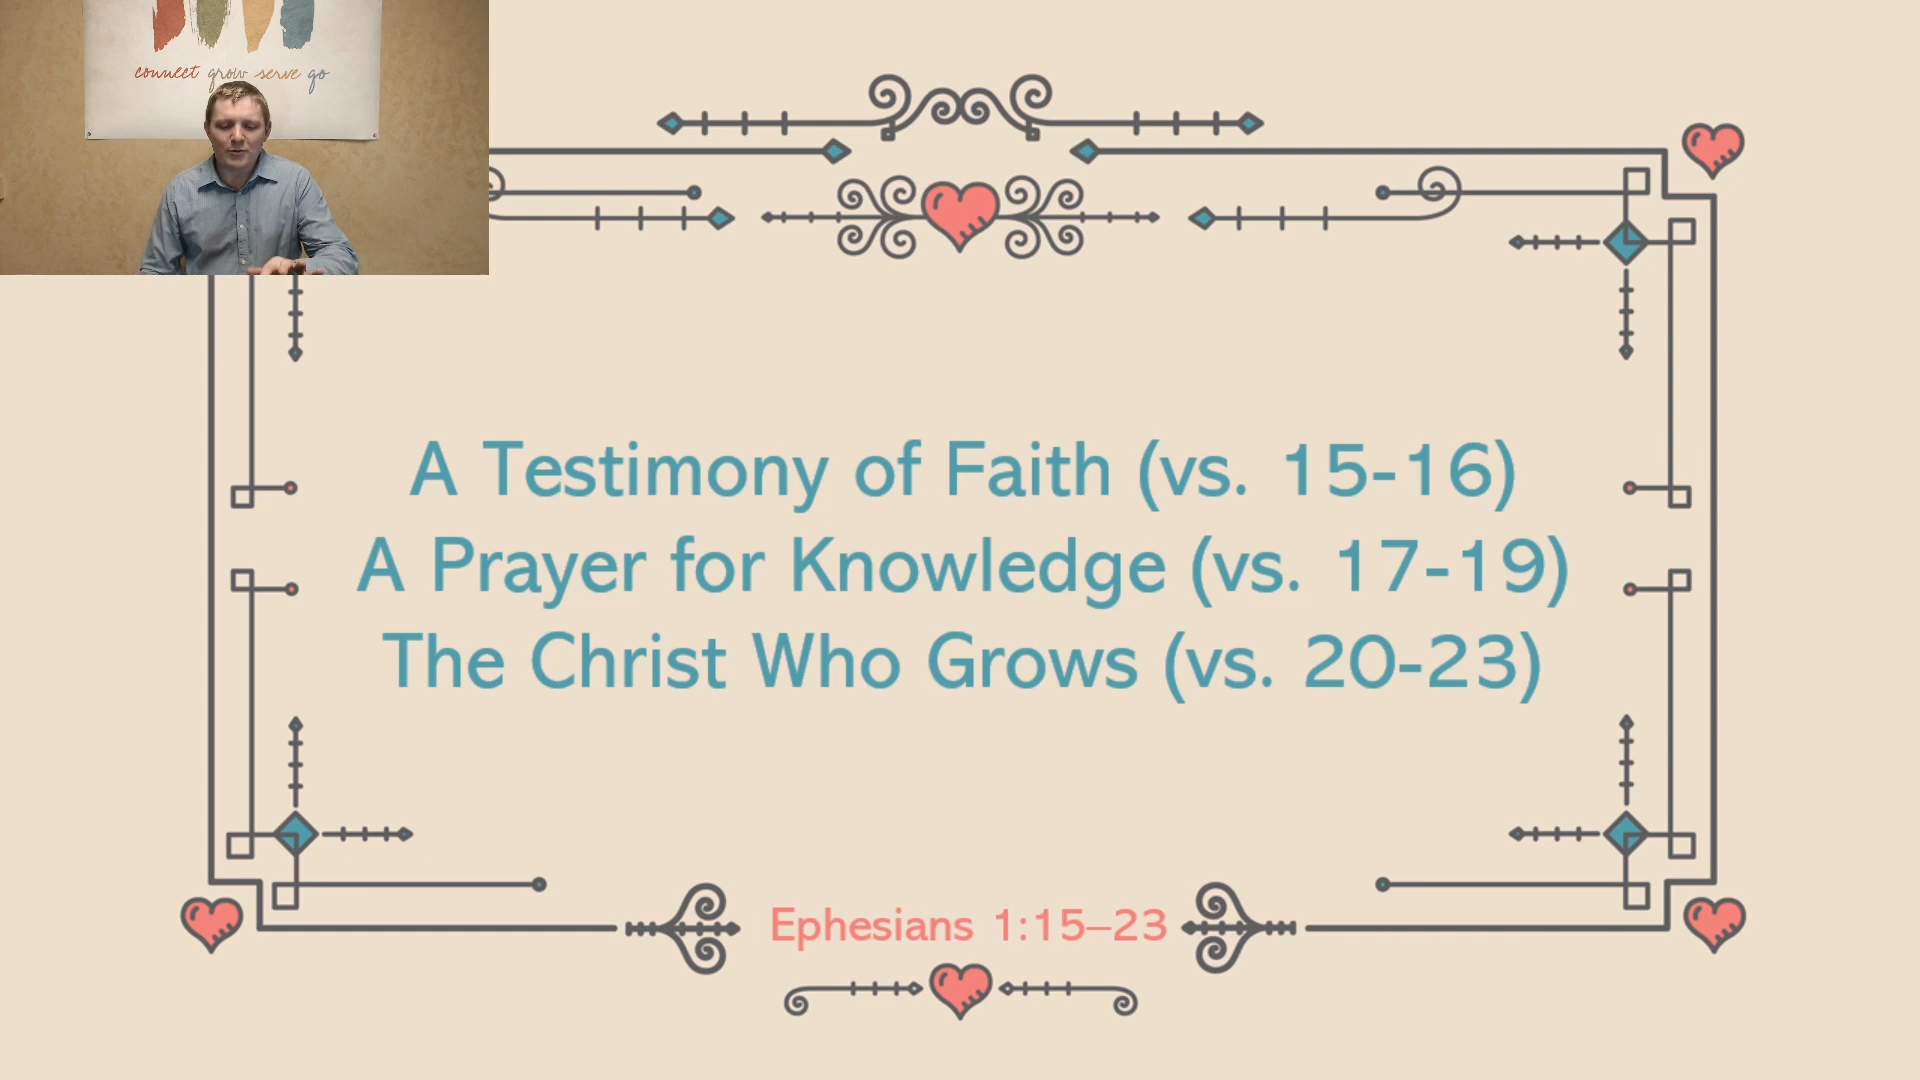 connect grow serve go
A Testimony of Faith (vs. 15-16)
A Prayer for Knowledge (vs. 17-19)
The Christ Who Grows (vs. 20-23)
Ephesians 1:15–23